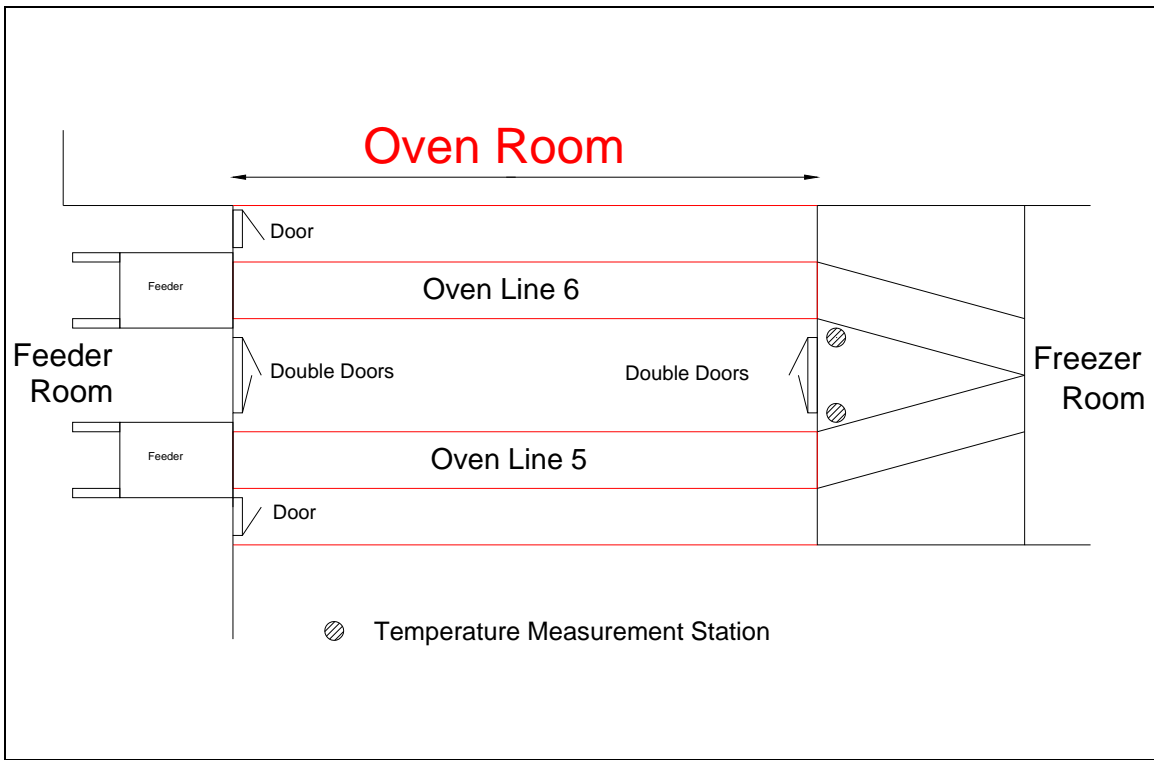 Oven Room
Door
Feeder
Oven Line 6
Feeder
Room
Double Doors
Double Doors
Freezer
Room
Feeder
Oven Line 5
Door
Temperature Measurement Station